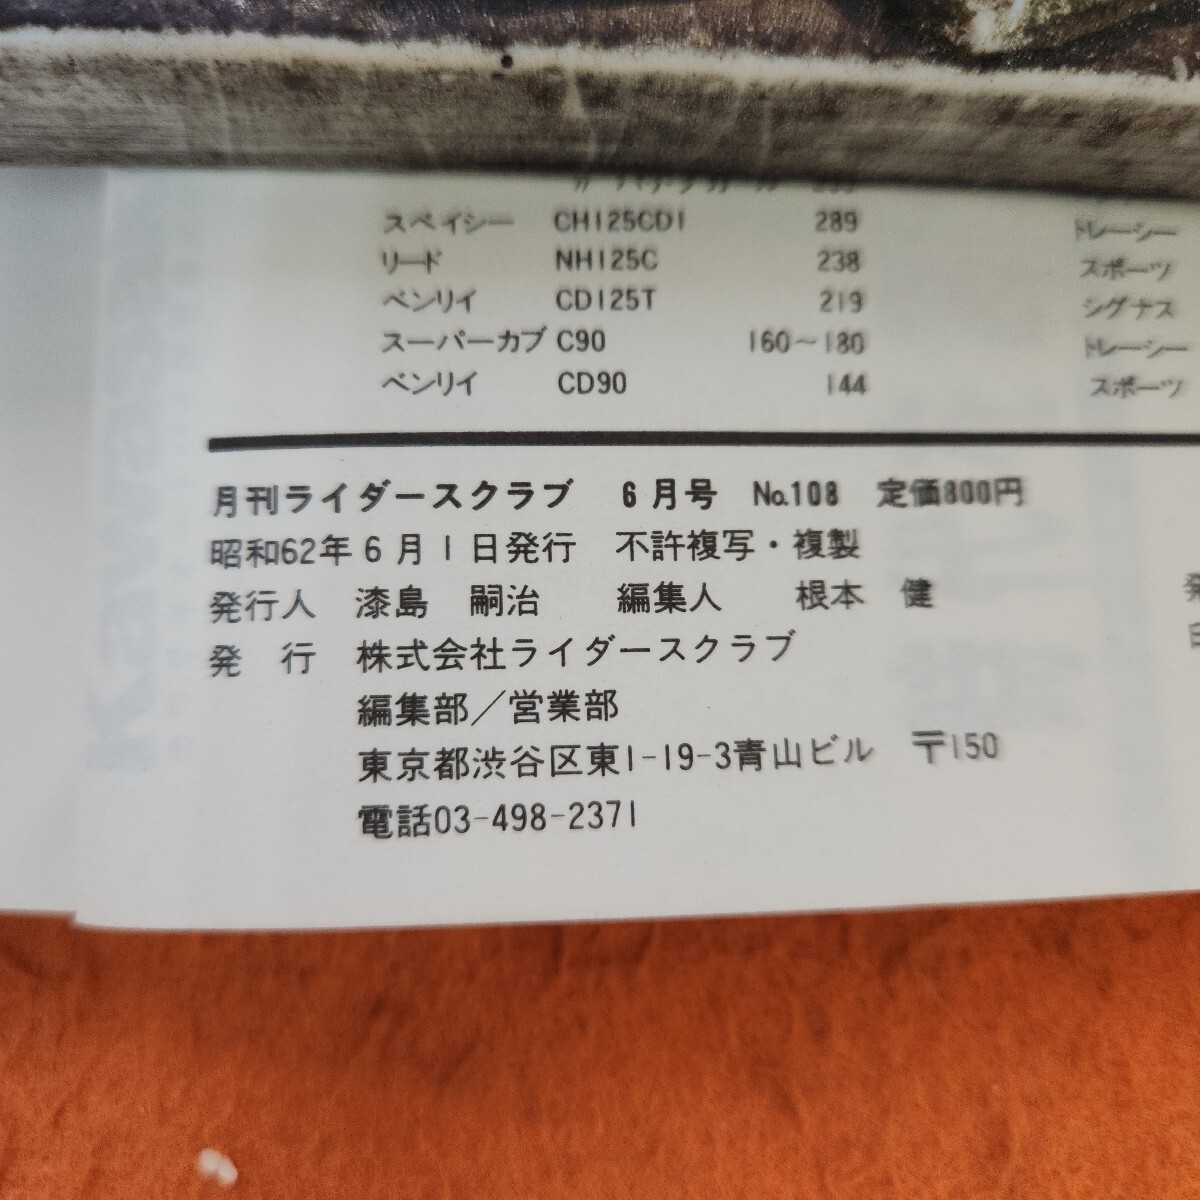 スペイシー CH125CD1 289 トレーシー
リード NH125C 238 スポーツ
ベンリイ CD125T 219 シグナス
スーパーカブ C90 160～180 トレーシー
ベンリイ CD90 144 スポーツ
月刊ライダースクラブ 6月号 No.108 定価800円
昭和62年6月1日発行 不許複写・複製
発行人 漆島 嗣治 編集人 根本 健
発 行 株式会社ライダースクラブ
編集部／営業部
東京都渋谷区東1-19-3青山ビル 〒150
電話03-498-2371